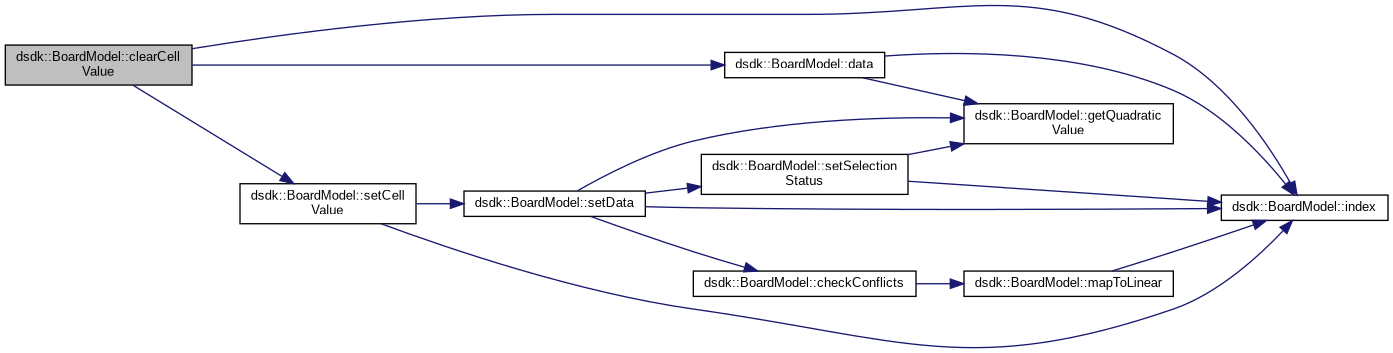 dsdk::BoardModel::clearCell
Value
dsdk::BoardModel::data
dsdk::BoardModel::getQuadratic
Value
dsdk::BoardModel::setSelection
Status
dsdk::BoardModel::setCell
Value
dsdk::BoardModel::setData
dsdk::BoardModel::index
dsdk::BoardModel::checkConflicts
dsdk::BoardModel::mapToLinear